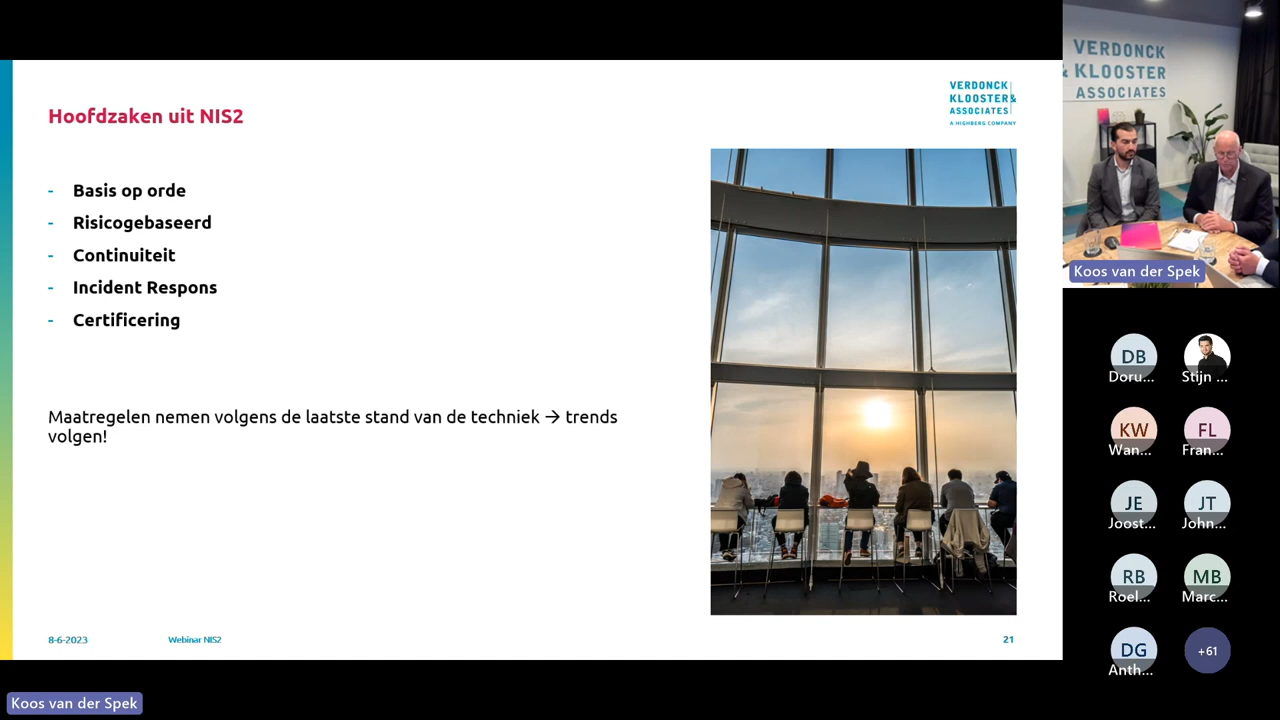 Hoofdzaken uit NIS2
VERDONCK
KLOOSTER&
ASSOCIATES
A HIGHBERG COMPANY
- Basis op orde
- Risicogebaseerd
- Continuiteit
- Incident Respons
- Certificering
Maatregelen nemen volgens de laatste stand van de techniek → trends
volgen!
8-6-2023
Webinar NIS2
21
Koos van der Spek
VERDONCK
& KLOOSTER
ASSOCIATES
Koos van der Spek
DB
Doru...
Stijn ...
KW
Wan...
FL
Fran...
JE
Joost...
JT
John...
RB
Roel...
MB
Marc...
DG
Anth...
+61